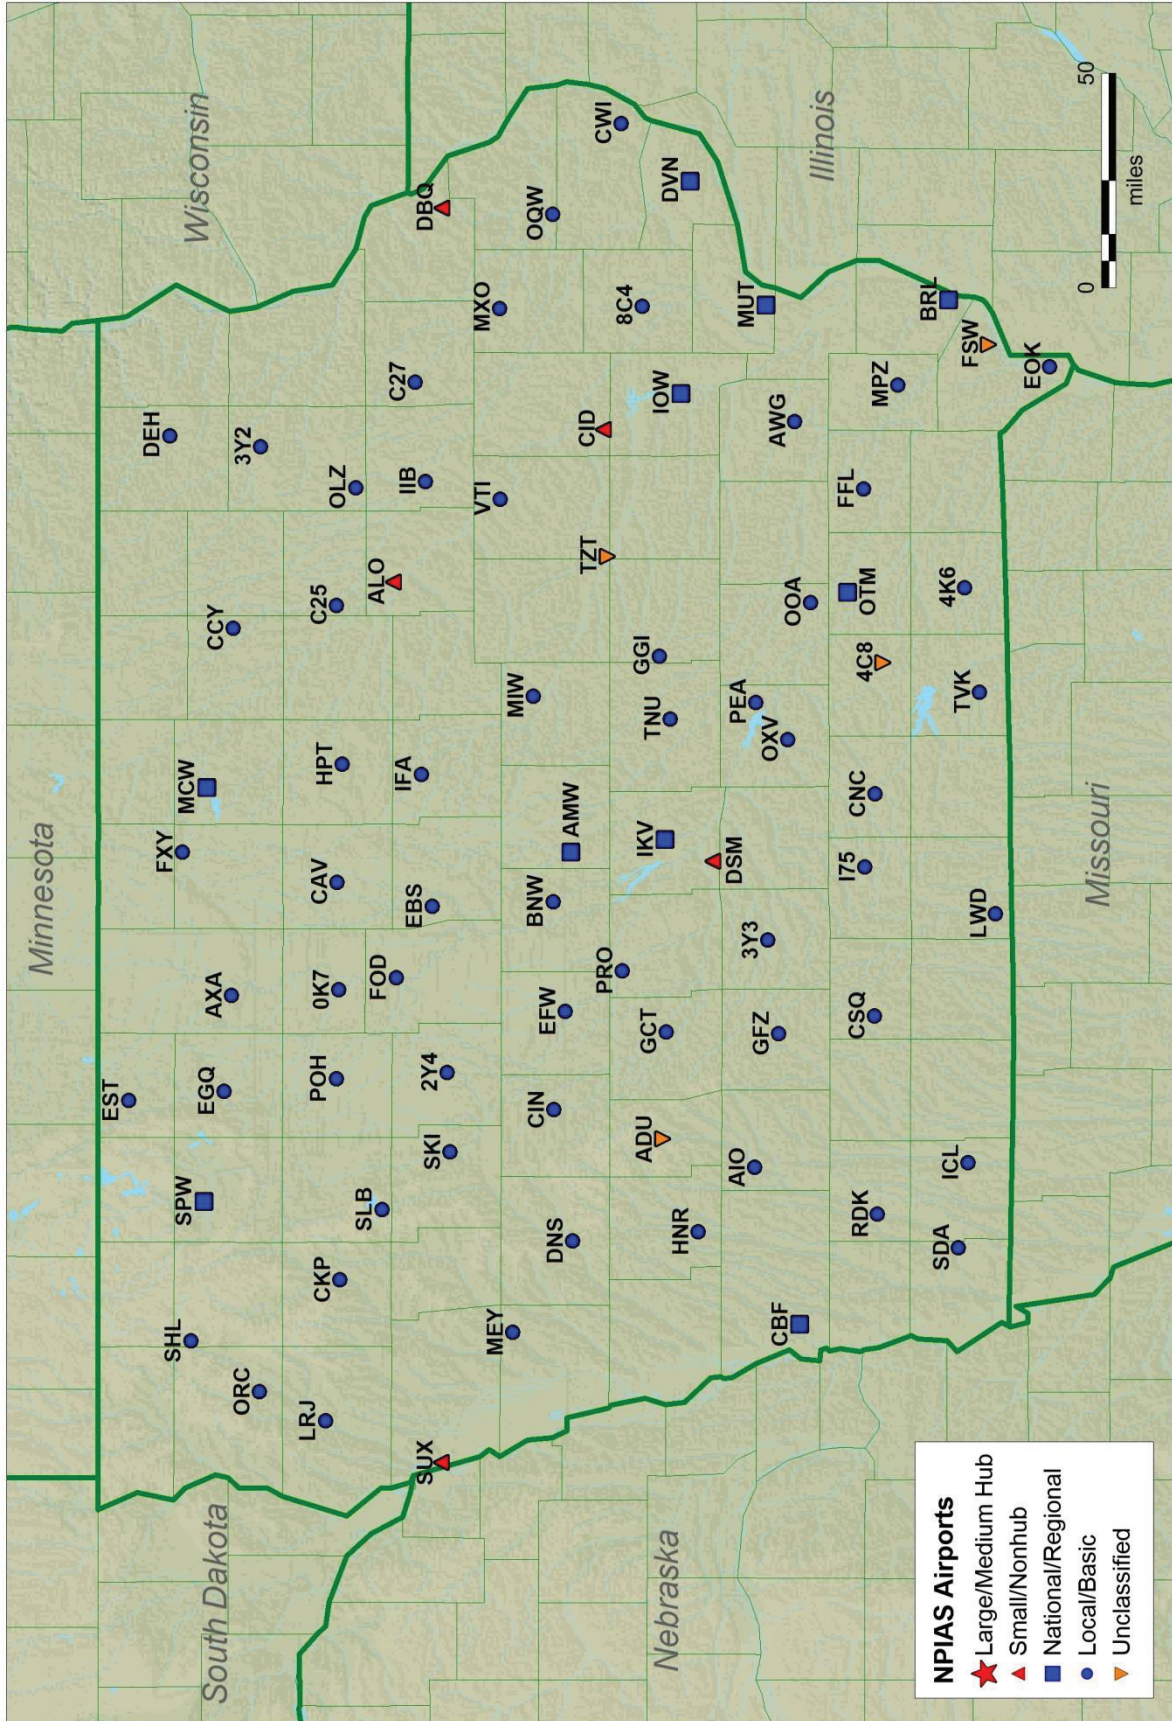 Minnesota
Wisconsin
South Dakota
Nebraska
Illinois
Missouri
EST
DEH
SHL
SPW
EGQ
AXA
FXY
MCW
CCY
3Y2
ORC
LRJ
CKP
SLB
POH
0K7
CAV
HPT
C25
OLZ
SUX
SKI
2Y4
FOD
EBS
IFA
ALO
IIB
C27
DBQ
MEY
DNS
CIN
EFW
BNW
AMW
MIW
VTI
MXO
OQW
HNR
ADU
GCT
PRO
IKV
TNU
GGI
TZT
CID
IOW
8C4
CWI
DVN
CBF
AIO
GFZ
3Y3
DSM
OXV
PEA
OOA
AWG
MUT
RDK
CSQ
I75
CNC
4C8
OTM
FFL
MPZ
BRL
SDA
ICL
LWD
TVK
4K6
FSW
EOK
NPIAS Airports
Large/Medium Hub
Small/Nonhub
National/Regional
Local/Basic
Unclassified
0 50
miles